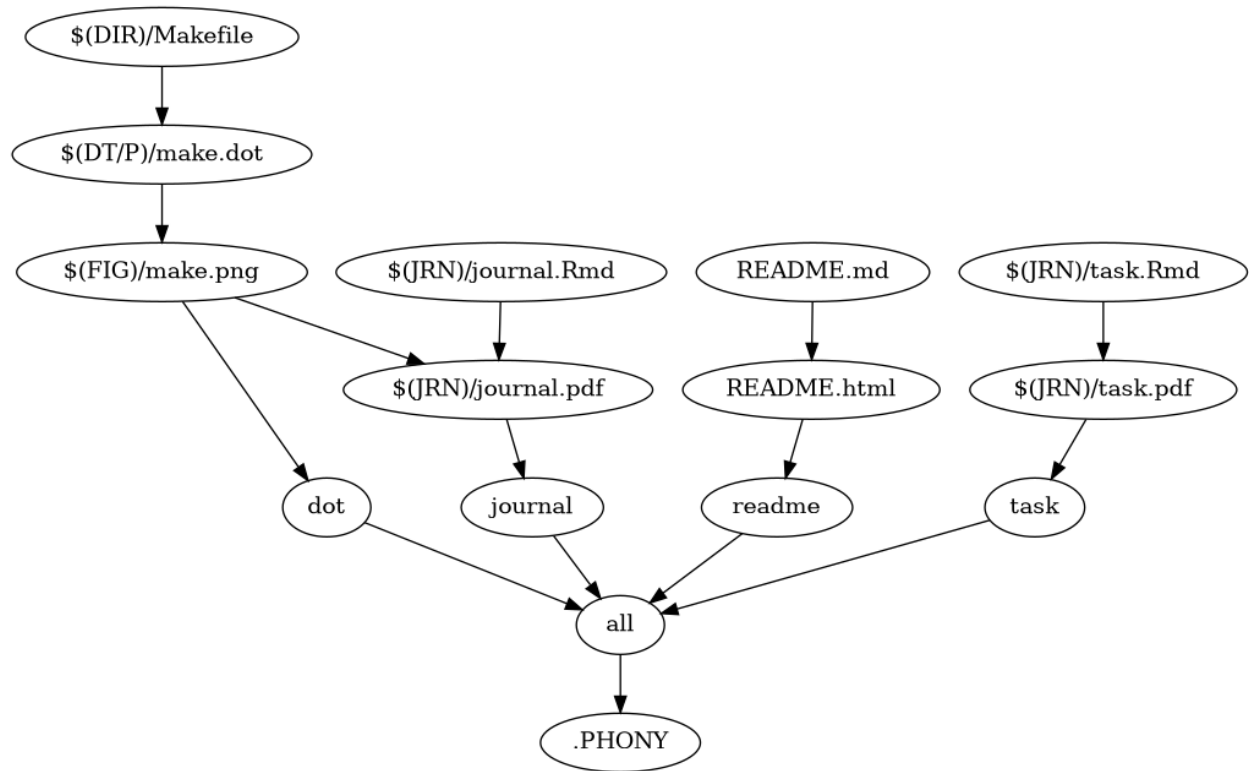 $(DIR)/Makefile
$(DT/P)/make.dot
$(FIG)/make.png
$(JRN)/journal.Rmd
README.md
$(JRN)/task.Rmd
$(JRN)/journal.pdf
README.html
$(JRN)/task.pdf
dot
journal
readme
task
all
.PHONY